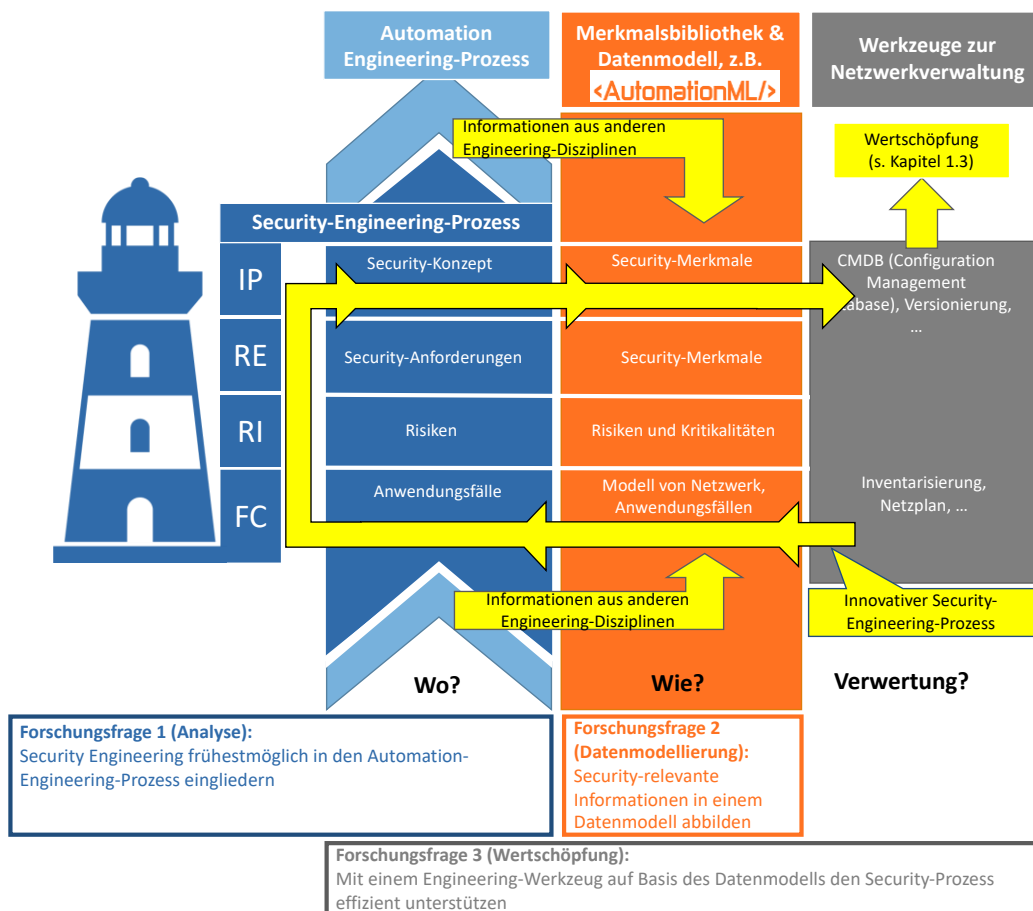 Automation
Engineering-Prozess
Merkmalsbibliothek &
Datenmodell, z.B.
<AutomationML/>
Werkzeuge zur
Netzwerkverwaltung
Informationen aus anderen
Engineering-Disziplinen
Wertschöpfung
(s. Kapitel 1.3)
Security-Engineering-Prozess
IP
Security-Konzept
Security-Merkmale
CMDB (Configuration
Management
tabase), Versionierung,
…
RE
Security-Anforderungen
Security-Merkmale
RI
Risiken
Risiken und Kritikalitäten
FC
Anwendungsfälle
Modell von Netzwerk,
Anwendungsfällen
Inventarisierung,
Netzplan, …
Informationen aus anderen
Engineering-Disziplinen
Innovativer Security-
Engineering-Prozess
Wo?
Wie?
Verwertung?
Forschungsfrage 1 (Analyse):
Security Engineering frühestmöglich in den Automation-
Engineering-Prozess eingliedern
Forschungsfrage 2
(Datenmodellierung):
Security-relevante
Informationen in einem
Datenmodell abbilden
Forschungsfrage 3 (Wertschöpfung):
Mit einem Engineering-Werkzeug auf Basis des Datenmodells den Security-Prozess
effizient unterstützen